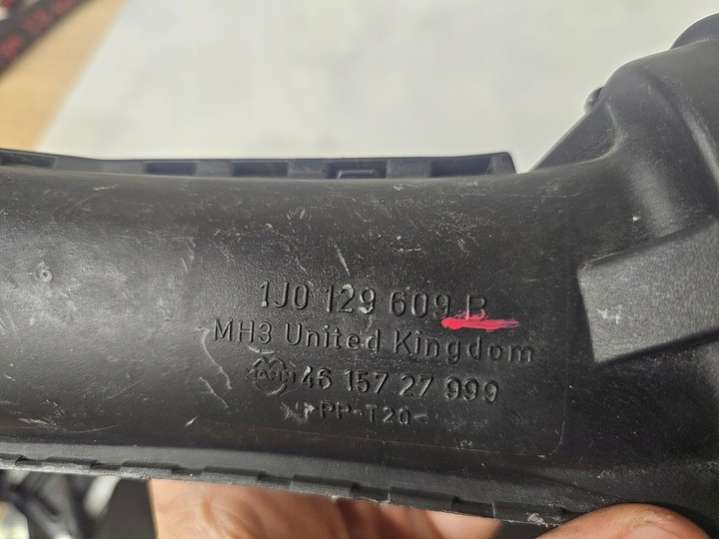 1J0 129 609 B
MH3 United Kingdom
46 157 27 999
PP-T20